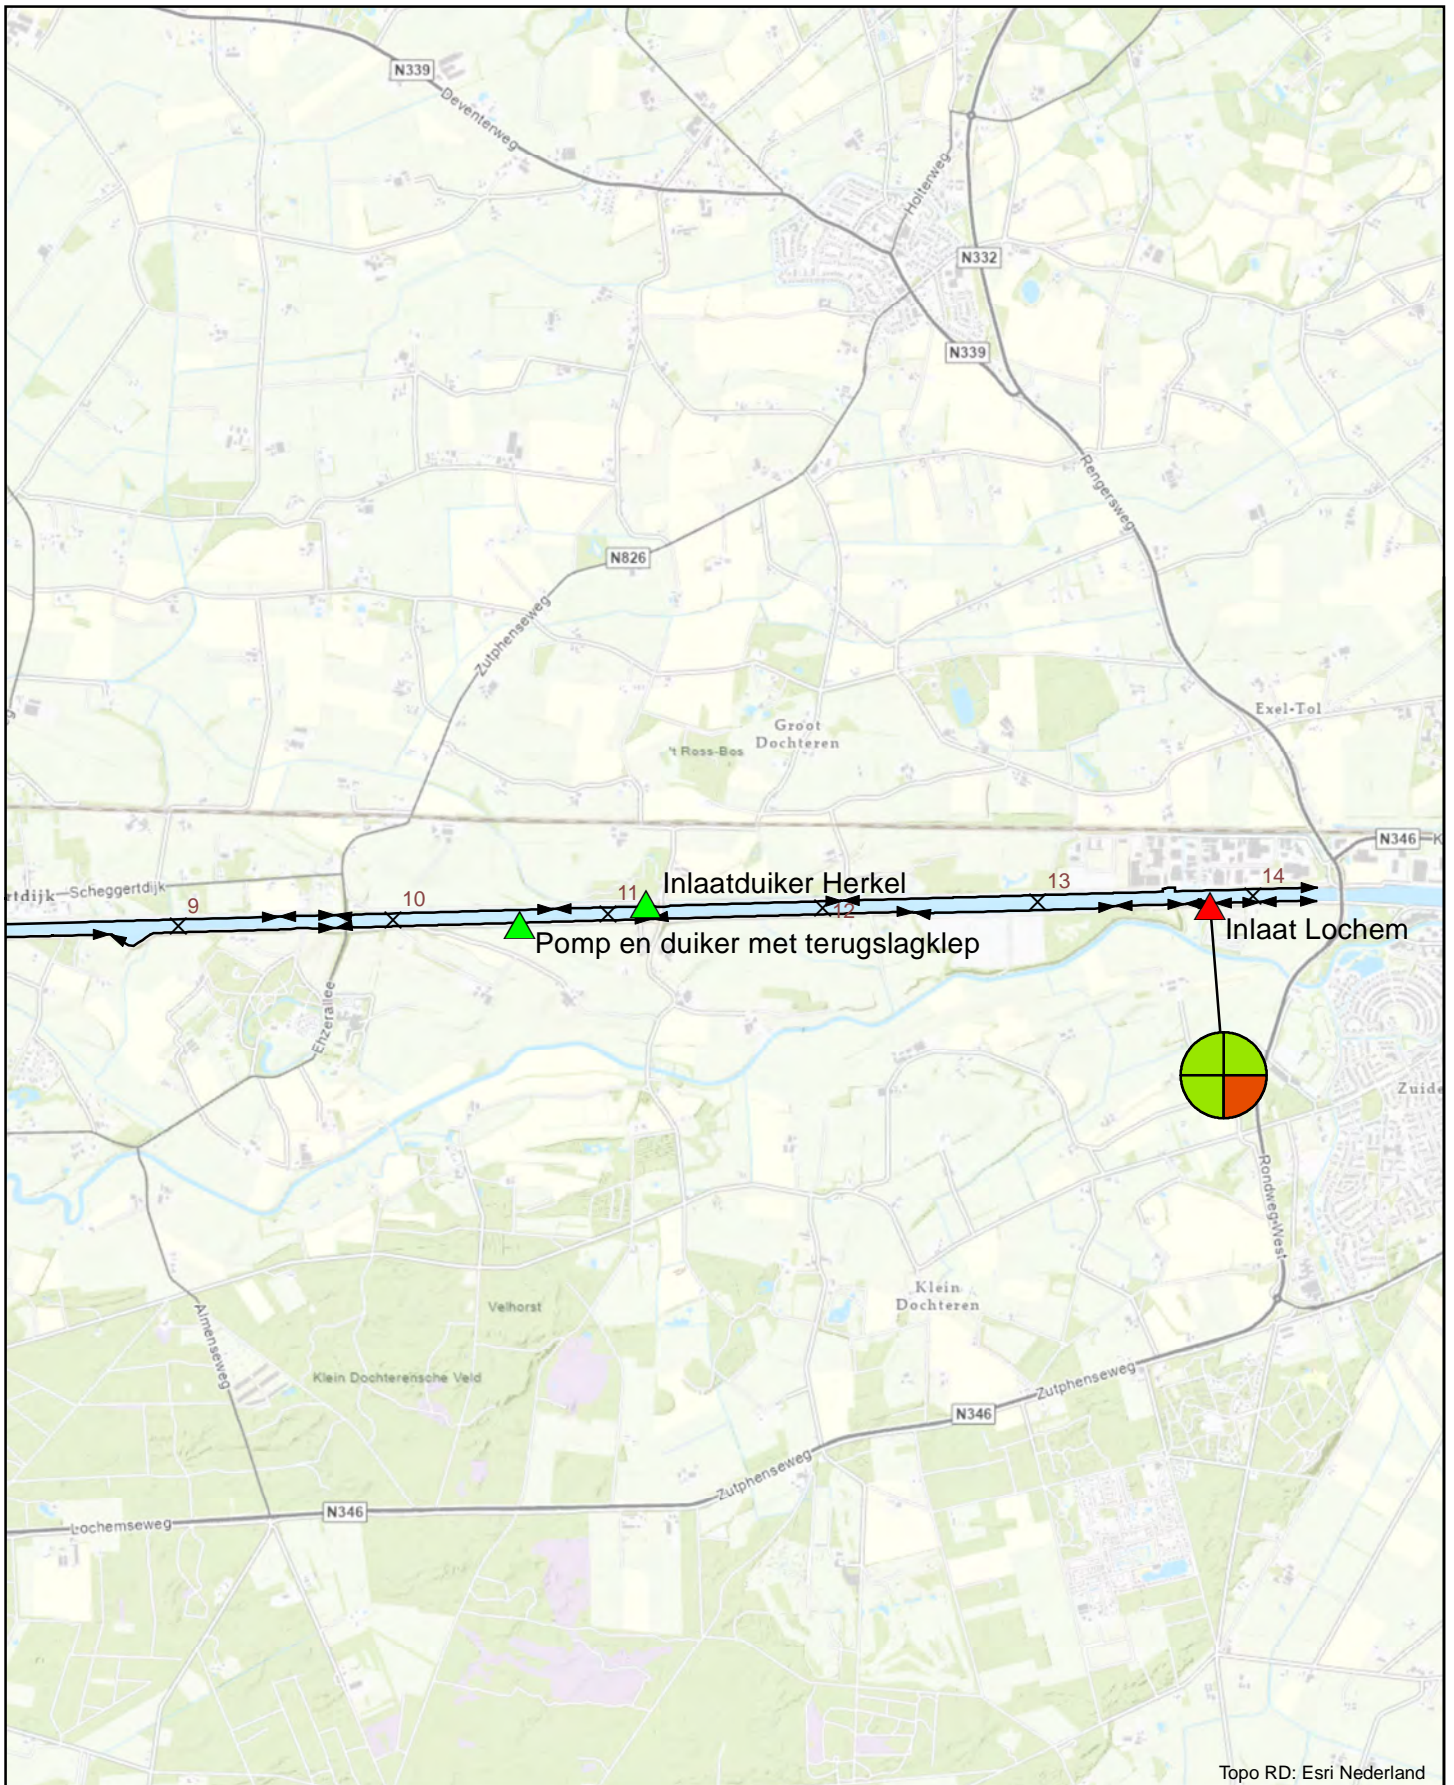 N339
Deventerweg
Holterweg
N332
N339
Rengersweg
N826
Zutphenseweg
Exel-Tol
Groot
Dochteren
't Ross-Bos
N346
K
rtdijk
Scheggertdijk
9
10
11
Inlaatduiker Herkel
12
13
14
Inlaat Lochem
Pomp en duiker met terugslagklep
Ehzerallee
Zuide
Rondweg-West
Klein
Dochteren
Velhorst
Almenseweg
Klein Dochterensche Veld
Zutphenseweg
N346
Zutphenseweg
N346
Lochemseweg
Topo RD: Esri Nederland